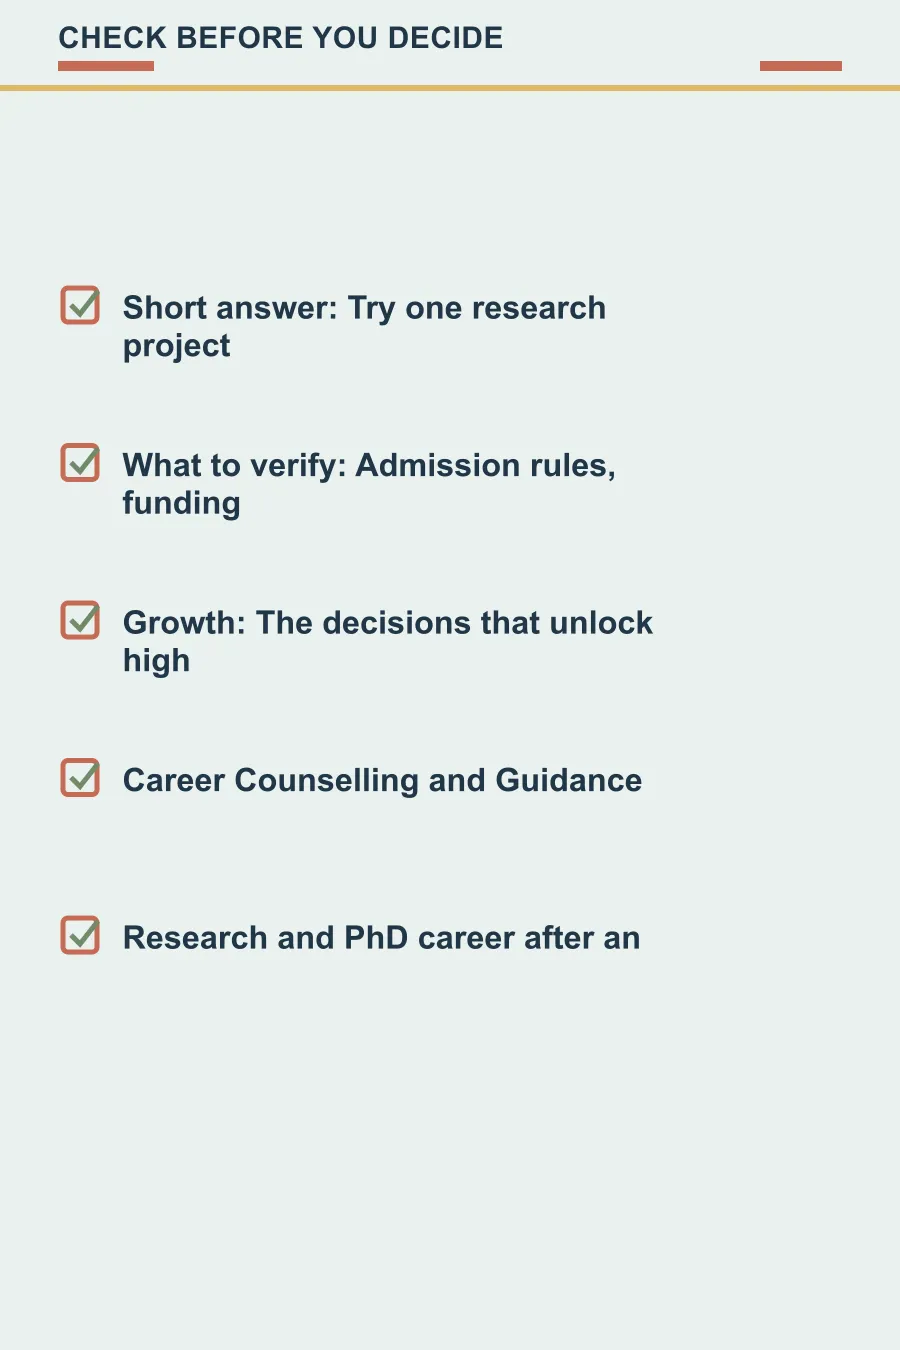 CHECK BEFORE YOU DECIDE
Short answer: Try one research
project
What to verify: Admission rules,
funding
Growth: The decisions that unlock
high
Career Counselling and Guidance
Research and PhD career after an